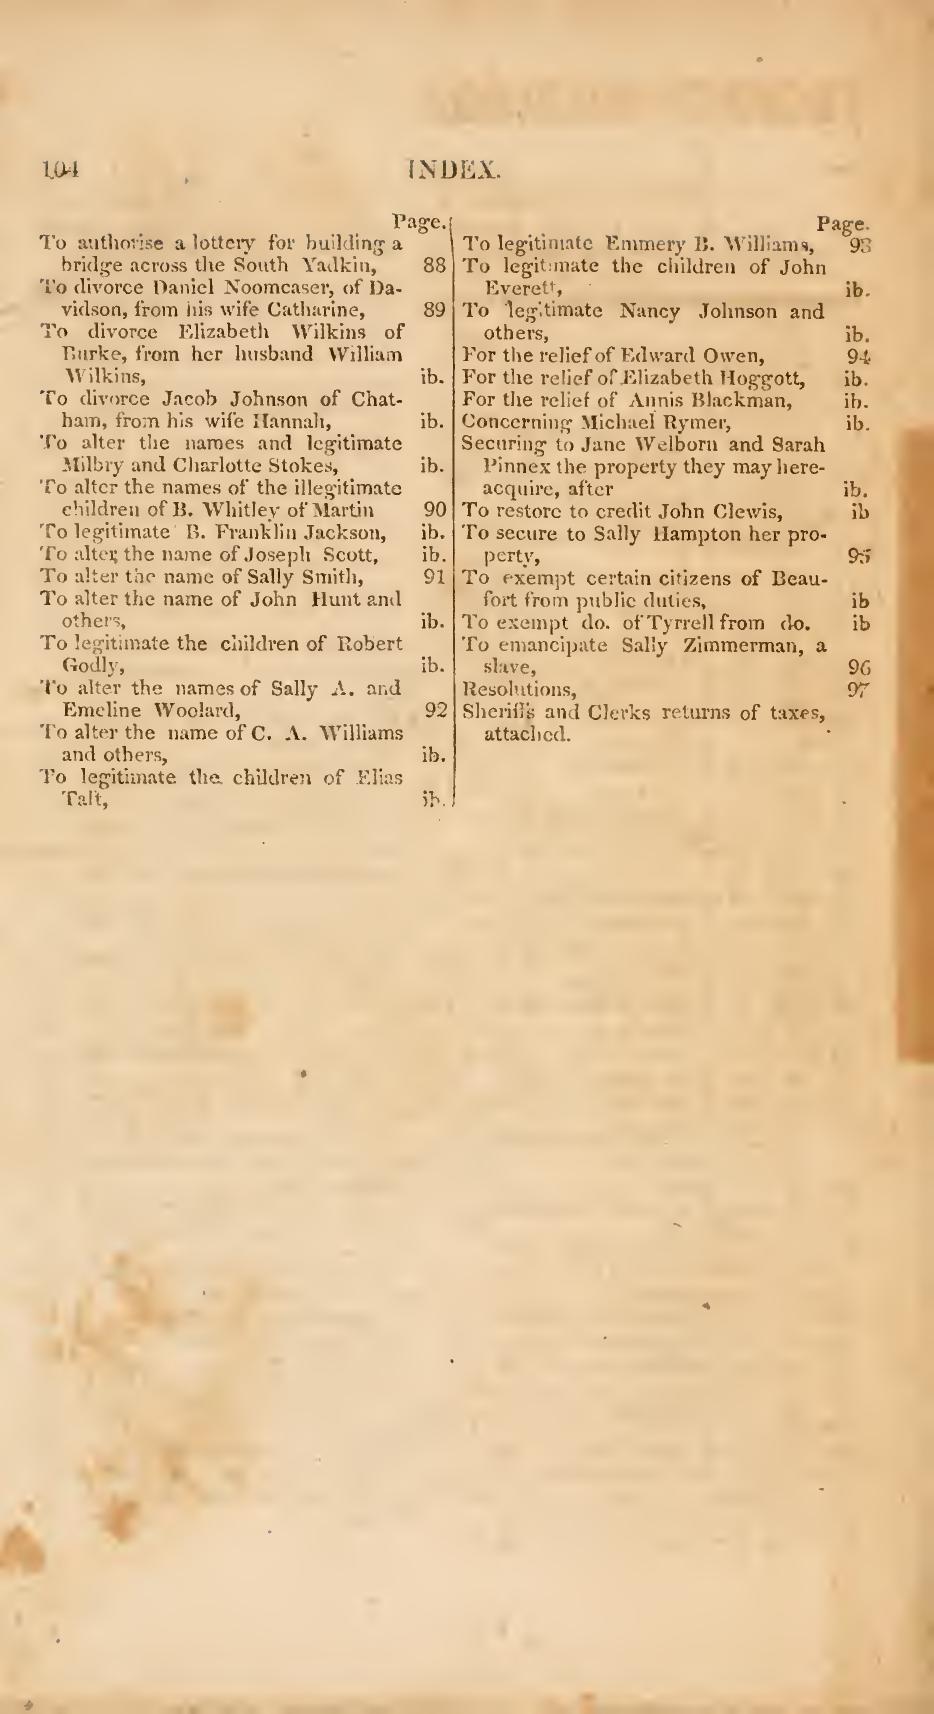 104
INDEX.
Page.
To authorise a lottery for building a
bridge across the South Yadkin, 88
To divorce Daniel Noomcaser, of Da-
vidson, from his wife Catharine, 89
To divorce Elizabeth Wilkins of
Burke, from her husband William
Wilkins, ib.
To divorce Jacob Johnson of Chat-
ham, from his wife Hannah, ib.
To alter the names and legitimate
Milbry and Charlotte Stokes, ib.
To alter the names of the illegitimate
children of B. Whitley of Martin 90
To legitimate B. Franklin Jackson, ib.
To alter the name of Joseph Scott, ib.
To alter the name of Sally Smith, 91
To alter the name of John Hunt and
others, ib.
To legitimate the children of Robert
Godly, ib.
To alter the names of Sally A. and
Emeline Woolard, 92
To alter the name of C. A. Williams
and others, ib.
To legitimate the children of Elias
Taft, ib.
Page.
To legitimate Emmery B. Williams, 93
To legitimate the children of John
Everett, ib.
To legitimate Nancy Johnson and
others, ib.
For the relief of Edward Owen, 94
For the relief of Elizabeth Hoggott, ib.
For the relief of Annis Blackman, ib.
Concerning Michael Rymer, ib.
Securing to Jane Welborn and Sarah
Pinnex the property they may here-
acquire, after ib.
To restore to credit John Clewis, ib
To secure to Sally Hampton her pro-
perty, 95
To exempt certain citizens of Beau-
fort from public duties, ib
To exempt do. of Tyrrell from do. ib
To emancipate Sally Zimmerman, a
slave, 96
Resolutions, 97
Sheriffs and Clerks returns of taxes,
attached.